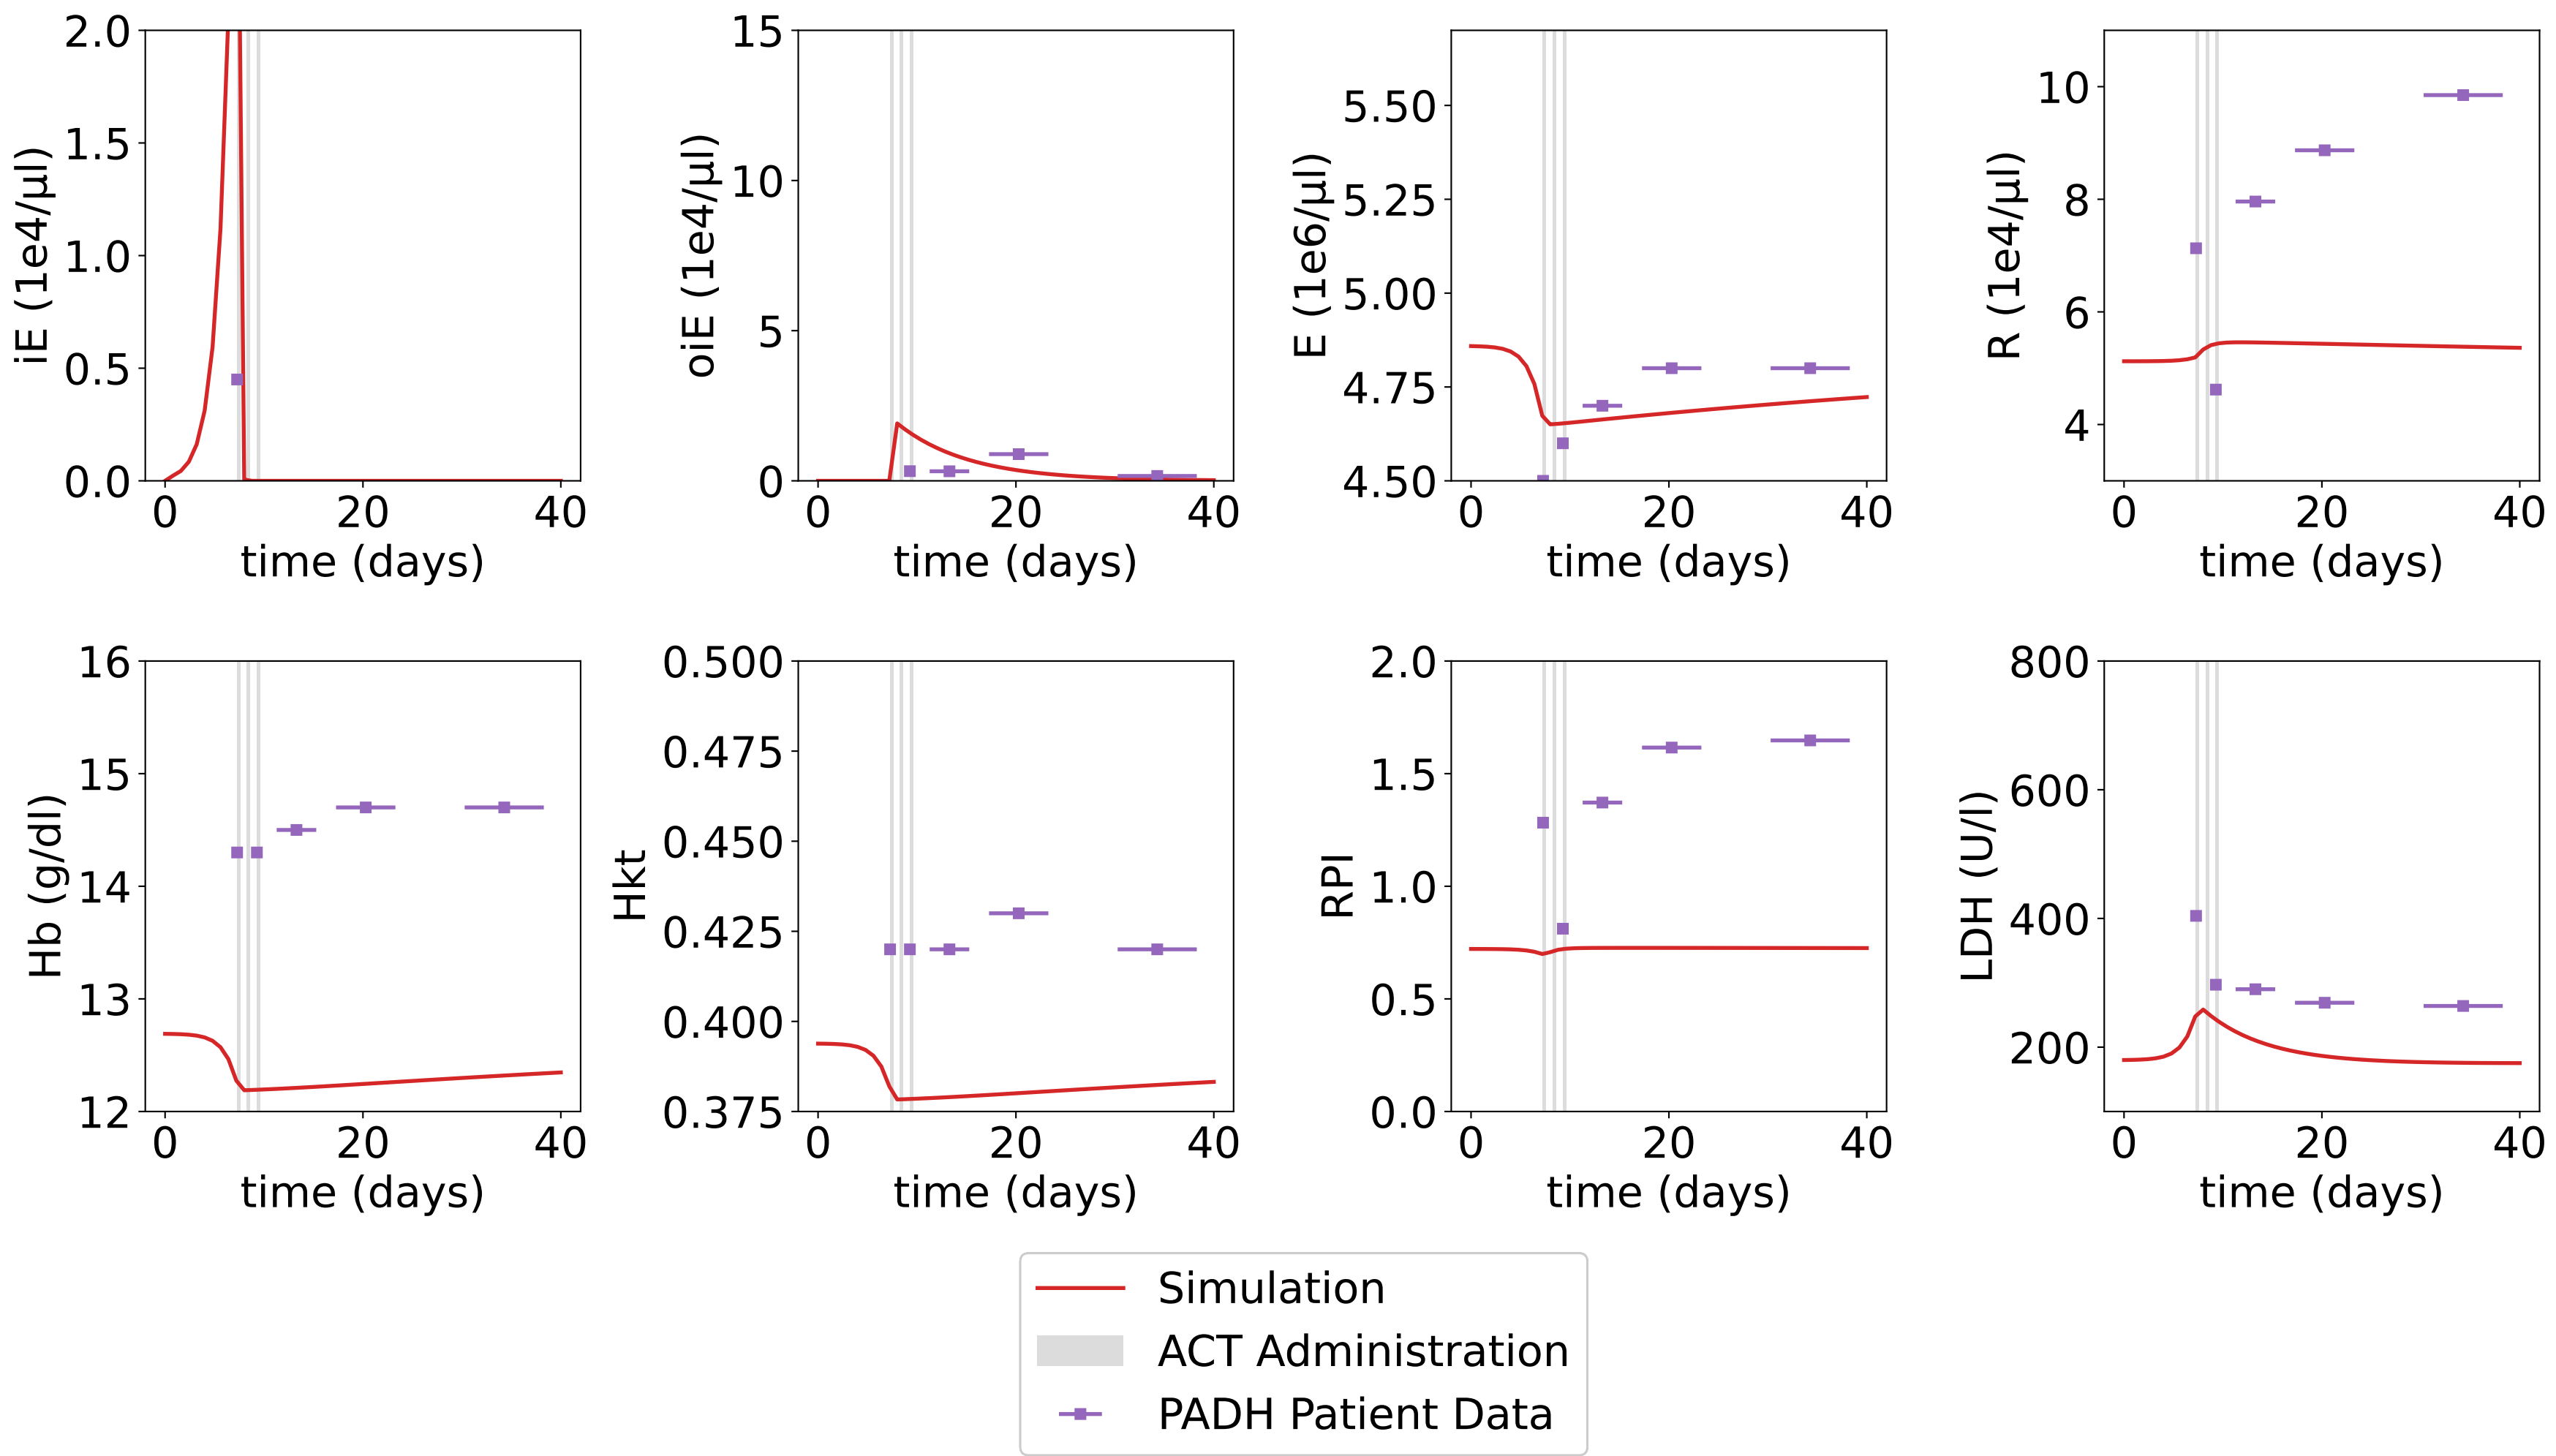 iE (1e4/µl)
2.0
1.5
1.0
0.5
0.0
0 20 40
time (days)
oiE (1e4/µl)
15
10
5
0
0 20 40
time (days)
E (1e6/µl)
5.50
5.25
5.00
4.75
4.50
0 20 40
time (days)
R (1e4/µl)
10
8
6
4
0 20 40
time (days)
Hb (g/dl)
16
15
14
13
12
0 20 40
time (days)
Hkt
0.500
0.475
0.450
0.425
0.400
0.375
0 20 40
time (days)
RPI
2.0
1.5
1.0
0.5
0.0
0 20 40
time (days)
LDH (U/l)
800
600
400
200
0 20 40
time (days)
Simulation
ACT Administration
PADH Patient Data